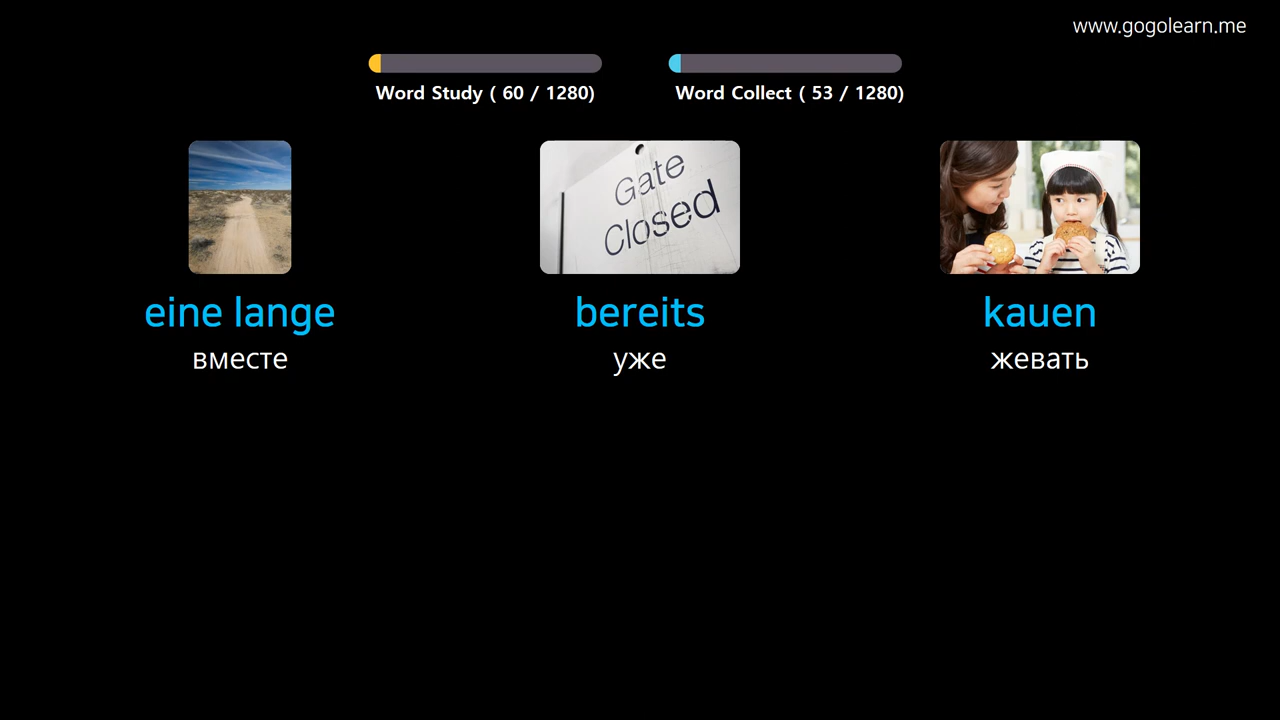 www.gogolearn.me
Word Study ( 60 / 1280)
Word Collect ( 53 / 1280)
Gate
Closed
eine lange
bereits
kauen
вместе
уже
жевать